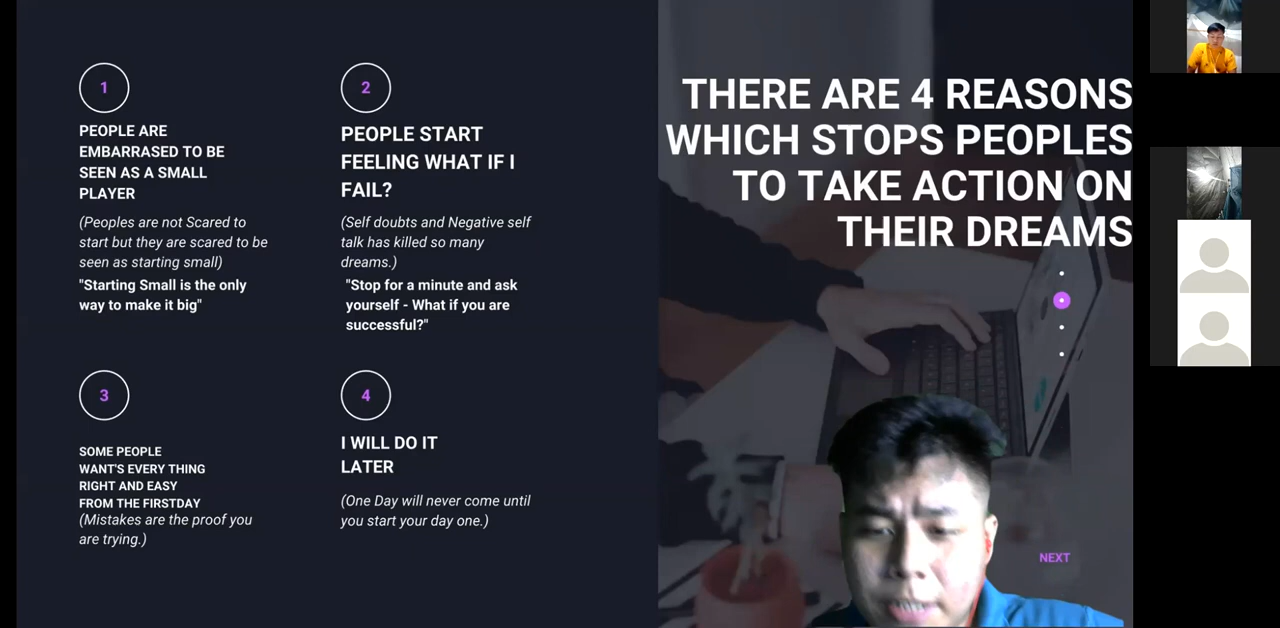 THERE ARE 4 REASONS
WHICH STOPS PEOPLES
TO TAKE ACTION ON
THEIR DREAMS
1
PEOPLE ARE
EMBARRASED TO BE
SEEN AS A SMALL
PLAYER
(Peoples are not Scared to
start but they are scared to be
seen as starting small)
"Starting Small is the only
way to make it big"
2
PEOPLE START
FEELING WHAT IF I
FAIL?
(Self doubts and Negative self
talk has killed so many
dreams.)
"Stop for a minute and ask
yourself - What if you are
successful?"
3
SOME PEOPLE
WANT'S EVERY THING
RIGHT AND EASY
FROM THE FIRSTDAY
(Mistakes are the proof you
are trying.)
4
I WILL DO IT
LATER
(One Day will never come until
you start your day one.)
NEXT